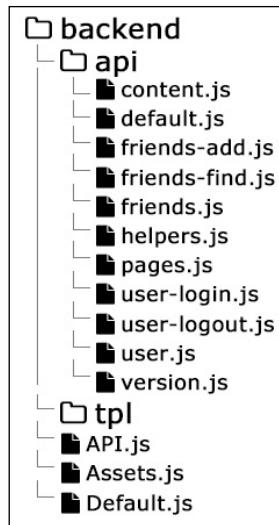 backend
api
content.js
default.js
friends-add.js
friends-find.js
friends.js
helpers.js
pages.js
user-login.js
user-logout.js
user.js
version.js
tpl
API.js
Assets.js
Default.js